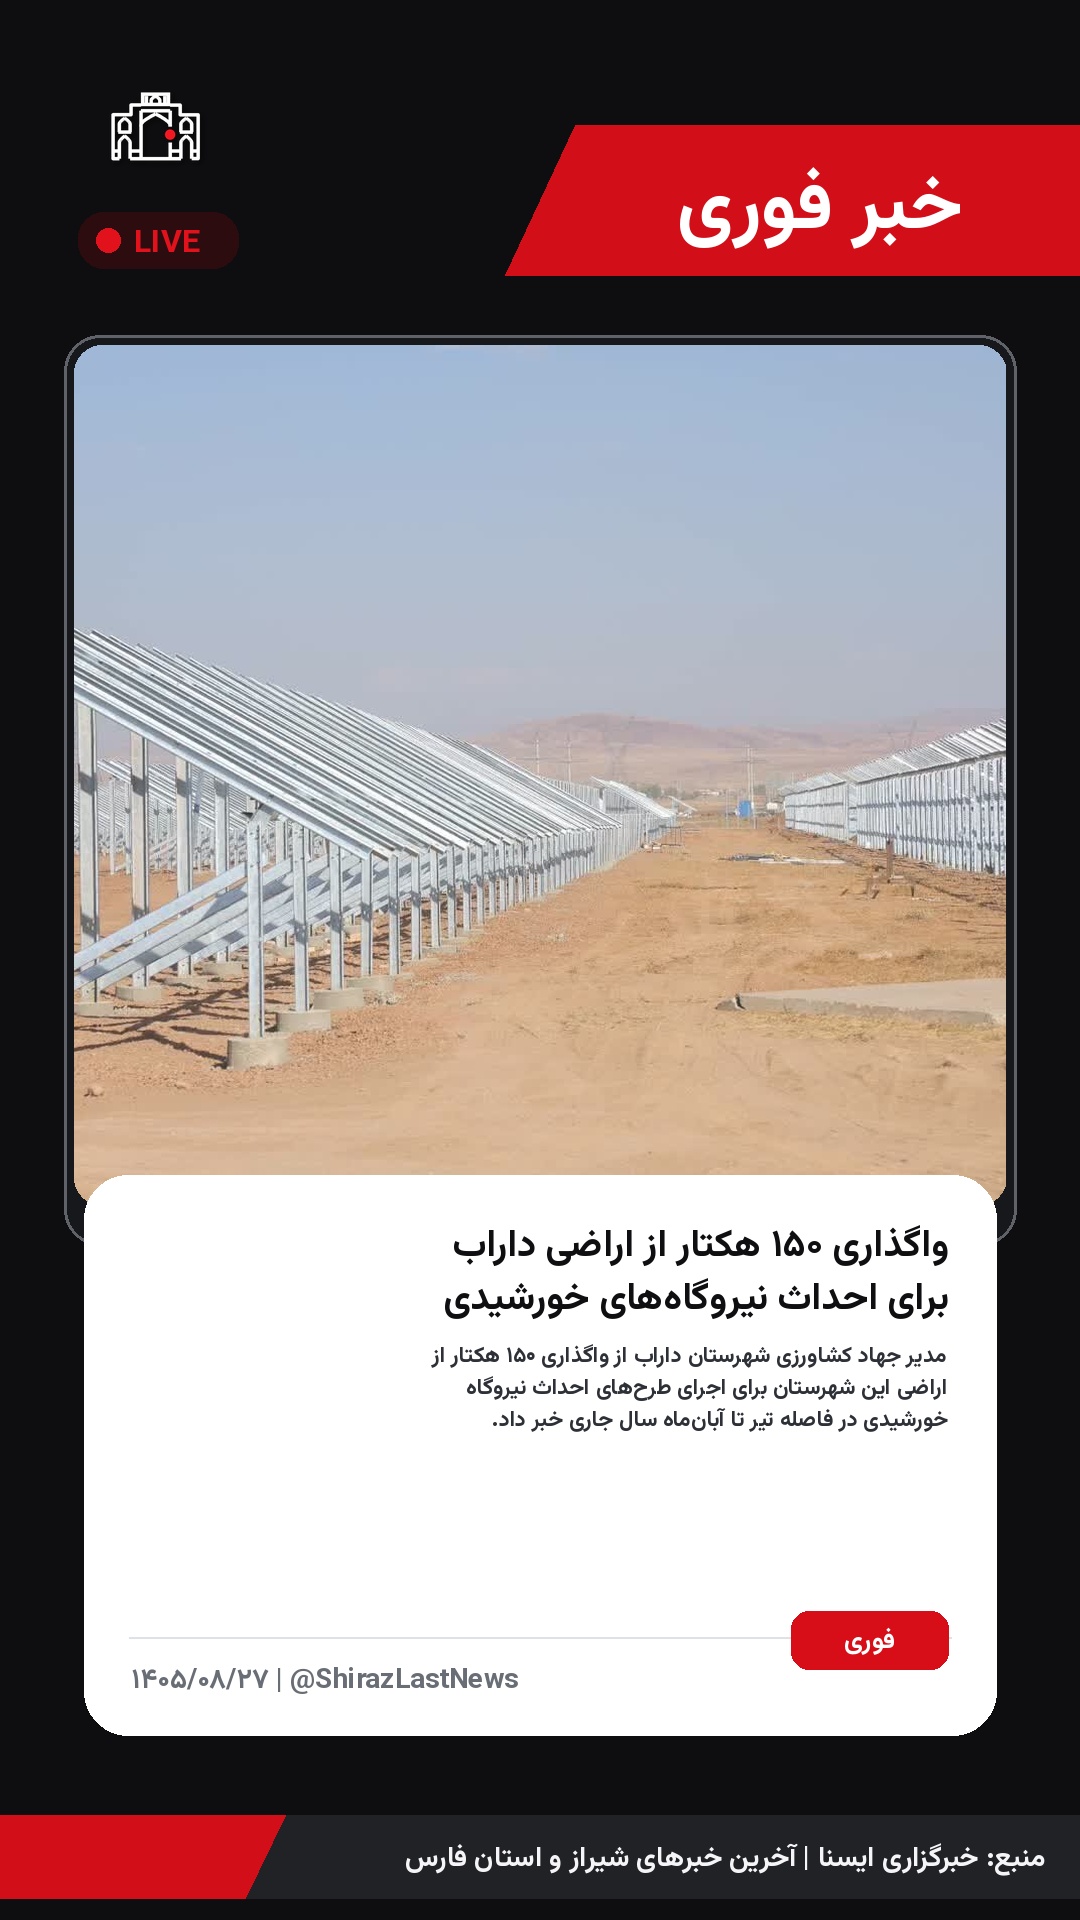 خبر فوری
LIVE
واگذاری ۱۵۰ هکتار از اراضی داراب
برای احداث نیروگاه‌های خورشیدی
مدیر جهاد کشاورزی شهرستان داراب از واگذاری ۱۵۰ هکتار از
اراضی این شهرستان برای اجرای طرح‌های احداث نیروگاه
خورشیدی در فاصله تیر تا آبان‌ماه سال جاری خبر داد.
فوری
۱۴۰۵/۰۸/۲۷ | @ShirazLastNews
منبع: خبرگزاری ایسنا | آخرین خبرهای شیراز و استان فارس